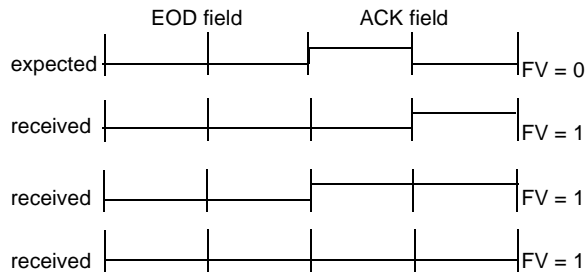 EOD field ACK field
expected FV = 0
received FV = 1
received FV = 1
received FV = 1